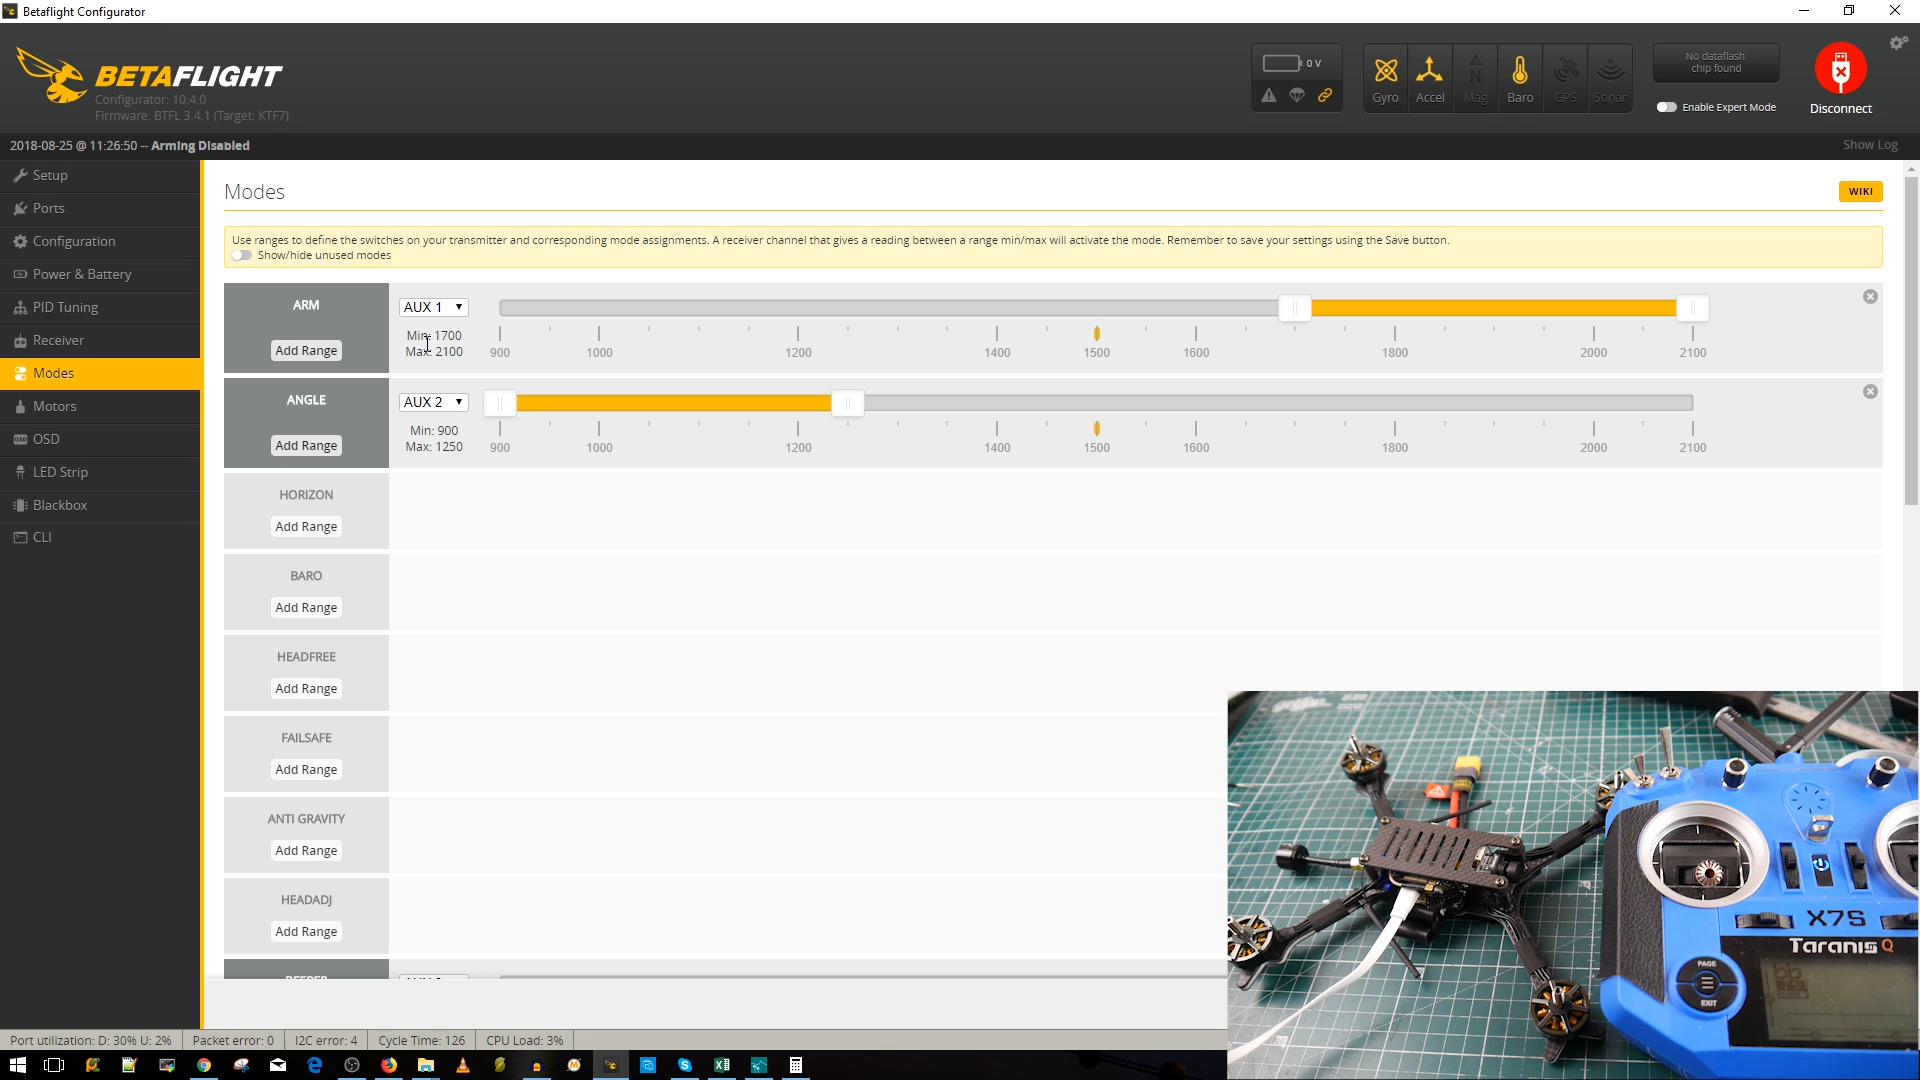 Betaflight Configurator
BETAFLIGHT
Configurator: 10.4.0
Firmware: BTFL 3.4.1 (Target: KTF7)
0 V
Gyro Accel Mag Baro GPS Sonar
No dataflash
chip found
Enable Expert Mode
Disconnect
2018-08-25 @ 11:26:50 -- Arming Disabled
Show Log
Setup
Ports
Configuration
Power & Battery
PID Tuning
Receiver
Modes
Motors
OSD
LED Strip
Blackbox
CLI
Modes
WIKI
Use ranges to define the switches on your transmitter and corresponding mode assignments. A receiver channel that gives a reading between a range min/max will activate the mode. Remember to save your settings using the Save button.
Show/hide unused modes
ARM
Add Range
AUX 1
Min: 1700
Max: 2100
900 1000 1200 1400 1500 1600 1800 2000 2100
ANGLE
Add Range
AUX 2
Min: 900
Max: 1250
900 1000 1200 1400 1500 1600 1800 2000 2100
HORIZON
Add Range
BARO
Add Range
HEADFREE
Add Range
FAILSAFE
Add Range
ANTI GRAVITY
Add Range
HEADADJ
Add Range
X7S
Taranis Q
PAGE
EXIT
Port utilization: D: 30% U: 2%
Packet error: 0
I2C error: 4
Cycle Time: 126
CPU Load: 3%